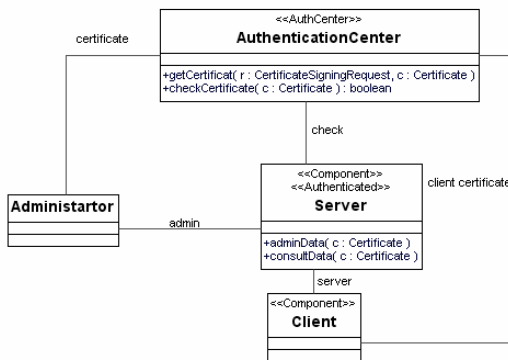 <<AuthCenter>>
AuthenticationCenter
certificate
+getCertificat( r : CertificateSigningRequest, c : Certificate )
+checkCertificate( c : Certificate ) : boolean
check
<<Component>>
<<Authenticated>>
Server
client certificate
Administartor
admin
+adminData( c : Certificate )
+consultData( c : Certificate )
server
<<Component>>
Client